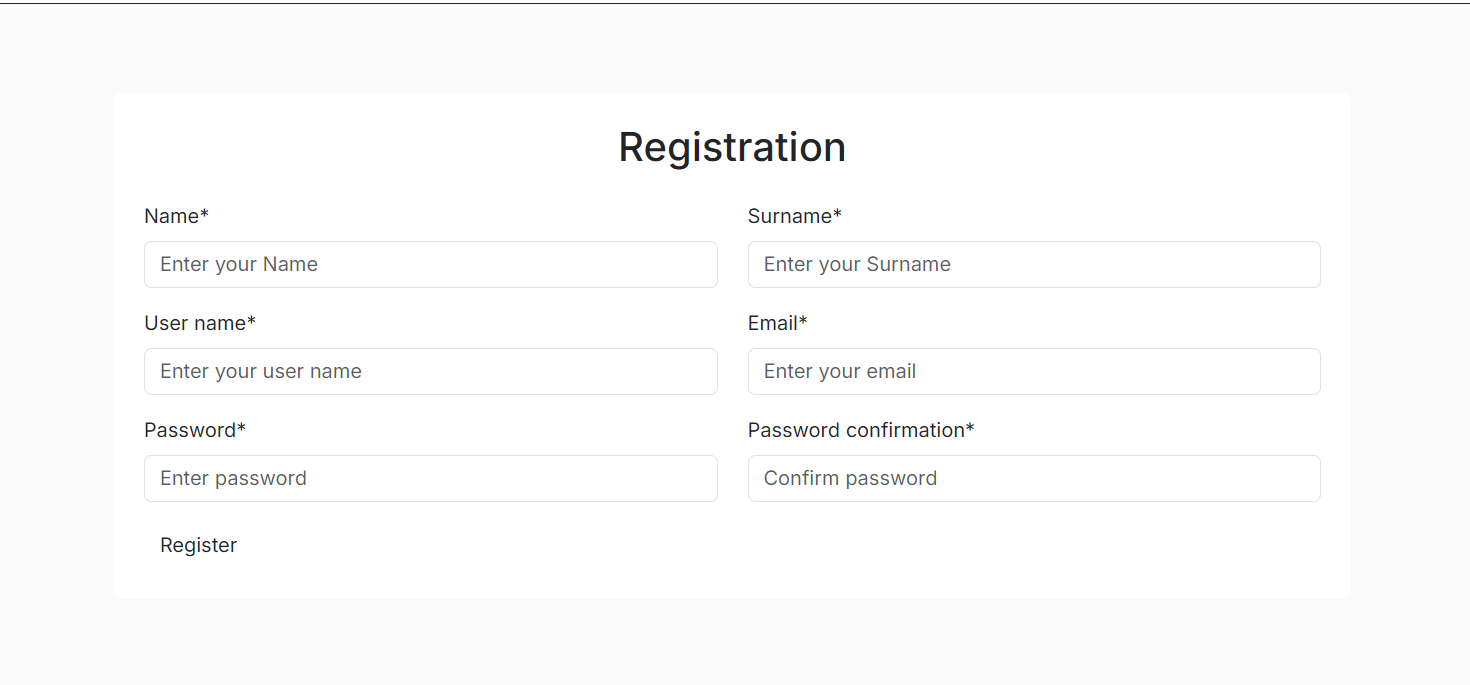 Registration
Name*
Surname*
Enter your Name
Enter your Surname
User name*
Email*
Enter your user name
Enter your email
Password*
Password confirmation*
Enter password
Confirm password
Register